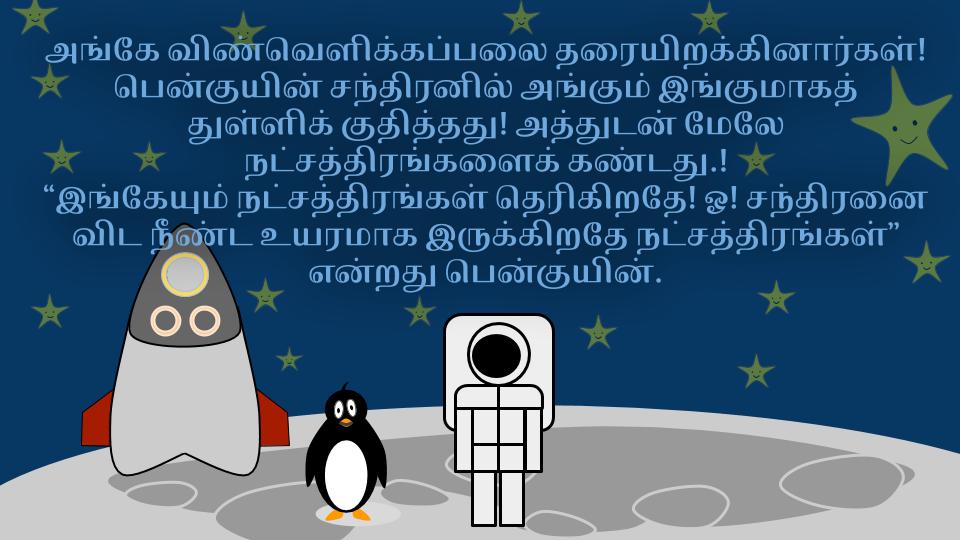 அங்கே விண்வெளிக்கப்பலை தரையிறக்கினார்கள்!
பென்குயின் சந்திரனில் அங்கும் இங்குமாகத்
துள்ளிக் குதித்தது! அத்துடன் மேலே
நட்சத்திரங்களைக் கண்டது.!
“இங்கேயும் நட்சத்திரங்கள் தெரிகிறதே! ஓ! சந்திரனை
விட நீண்ட உயரமாக இருக்கிறதே நட்சத்திரங்கள்”
என்றது பென்குயின்.